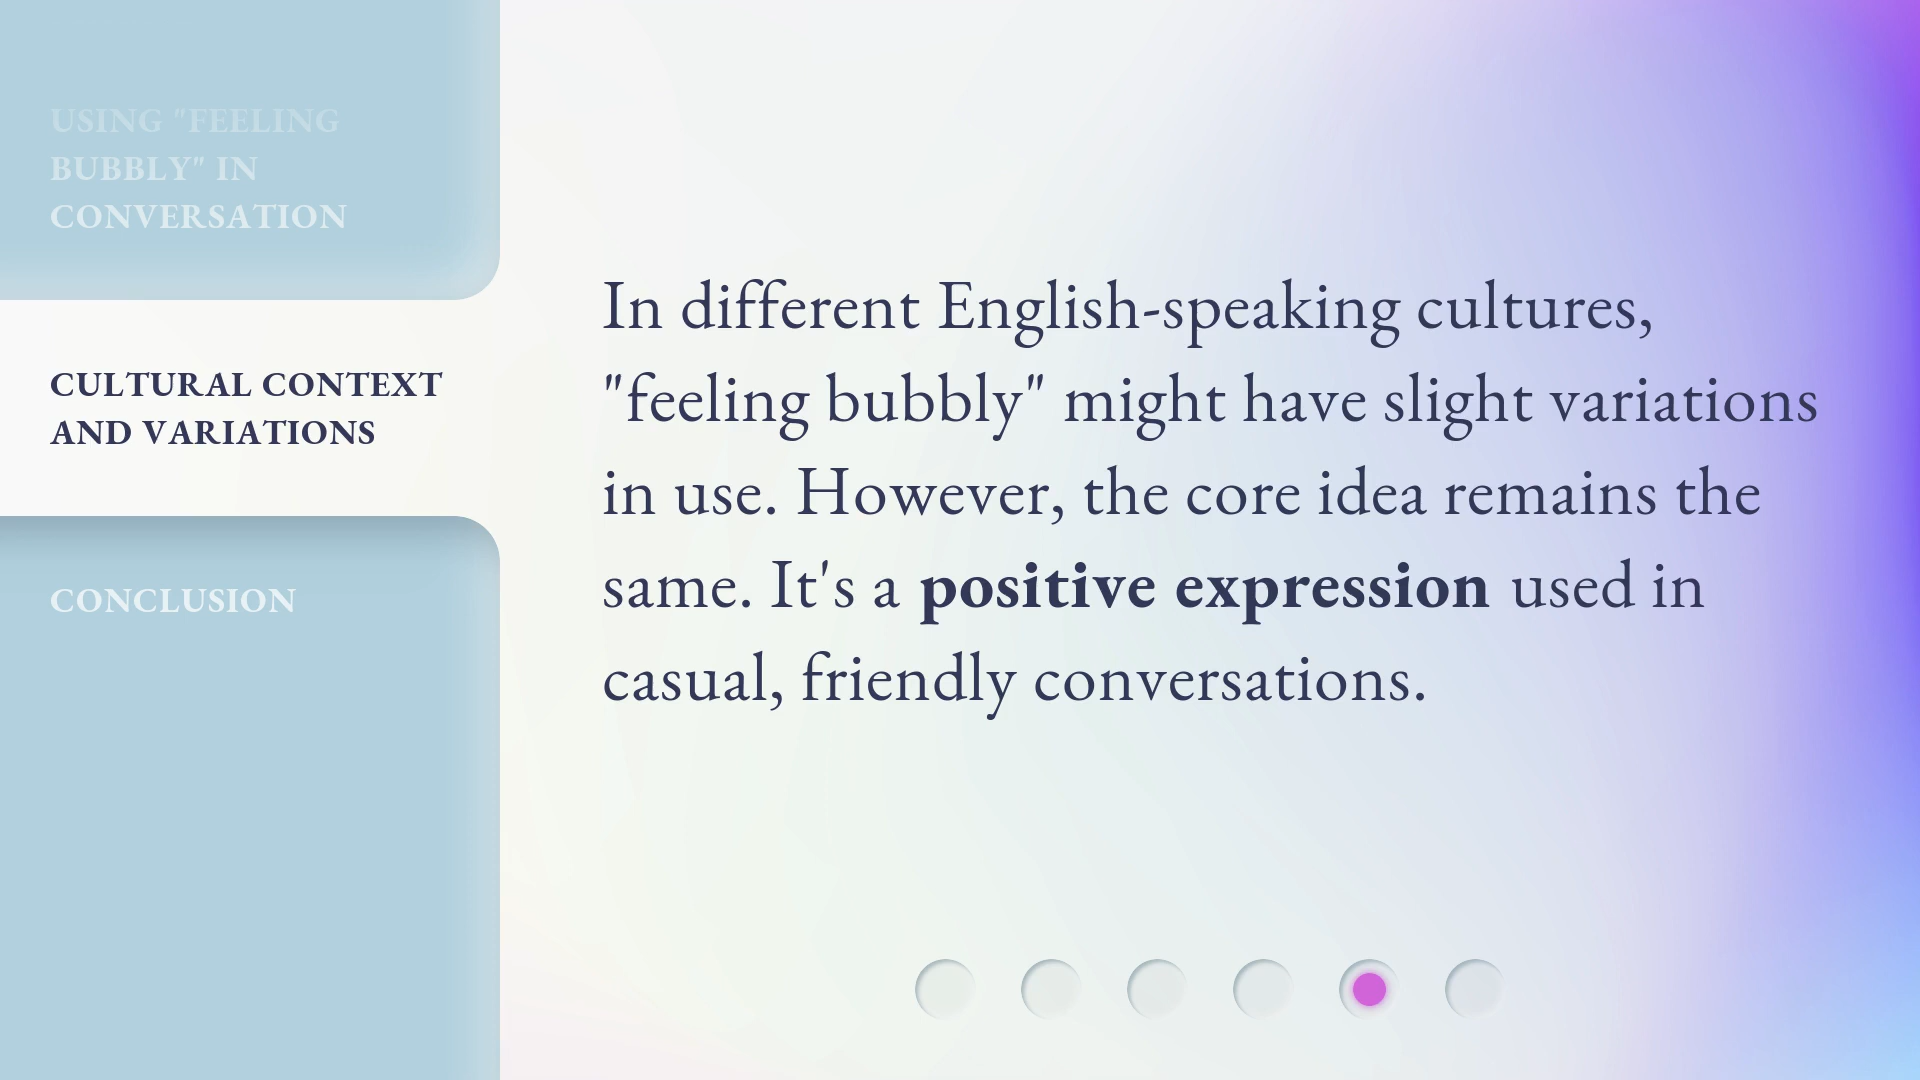 USING "FEELING
BUBBLY" IN
CONVERSATION
CULTURAL CONTEXT
AND VARIATIONS
CONCLUSION
In different English-speaking cultures,
"feeling bubbly" might have slight variations
in use. However, the core idea remains the
same. It's a positive expression used in
casual, friendly conversations.